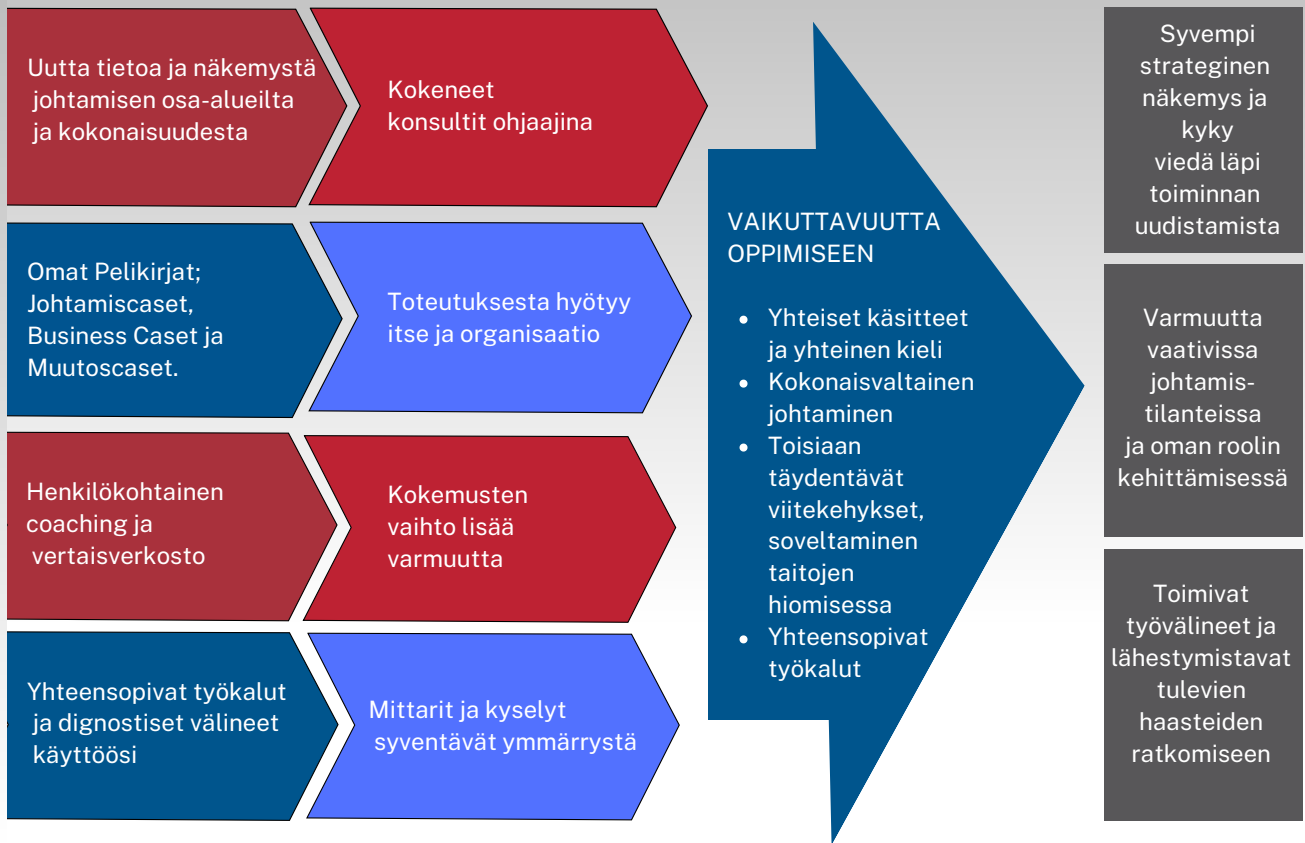 Uutta tietoa ja näkemystä
johtamisen osa-alueilta
ja kokonaisuudesta
Kokeneet
konsultit ohjaajina
Omat Pelikirjat;
Johtamiscaset,
Business Caset ja
Muutoscaset.
Toteutuksesta hyötyy
itse ja organisaatio
Henkilökohtainen
coaching ja
vertaisverkosto
Kokemusten
vaihto lisää
varmuutta
Yhteensopivat työkalut
ja dignostiset välineet
käyttöösi
Mittarit ja kyselyt
syventävät ymmärrystä
VAIKUTTAVUUTTA
OPPIMISEEN
• Yhteiset käsitteet
ja yhteinen kieli
• Kokonaisvaltainen
johtaminen
• Toisiaan
täydentävät
viitekehykset,
soveltaminen
taitojen
hiomisessa
• Yhteensopivat
työkalut
Syvempi
strateginen
näkemys ja
kyky
viedä läpi
toiminnan
uudistamista
Varmuutta
vaativissa
johtamis-
tilanteissa
ja oman roolin
kehittämisessä
Toimivat
työvälineet ja
lähestymistavat
tulevien
haasteiden
ratkomiseen